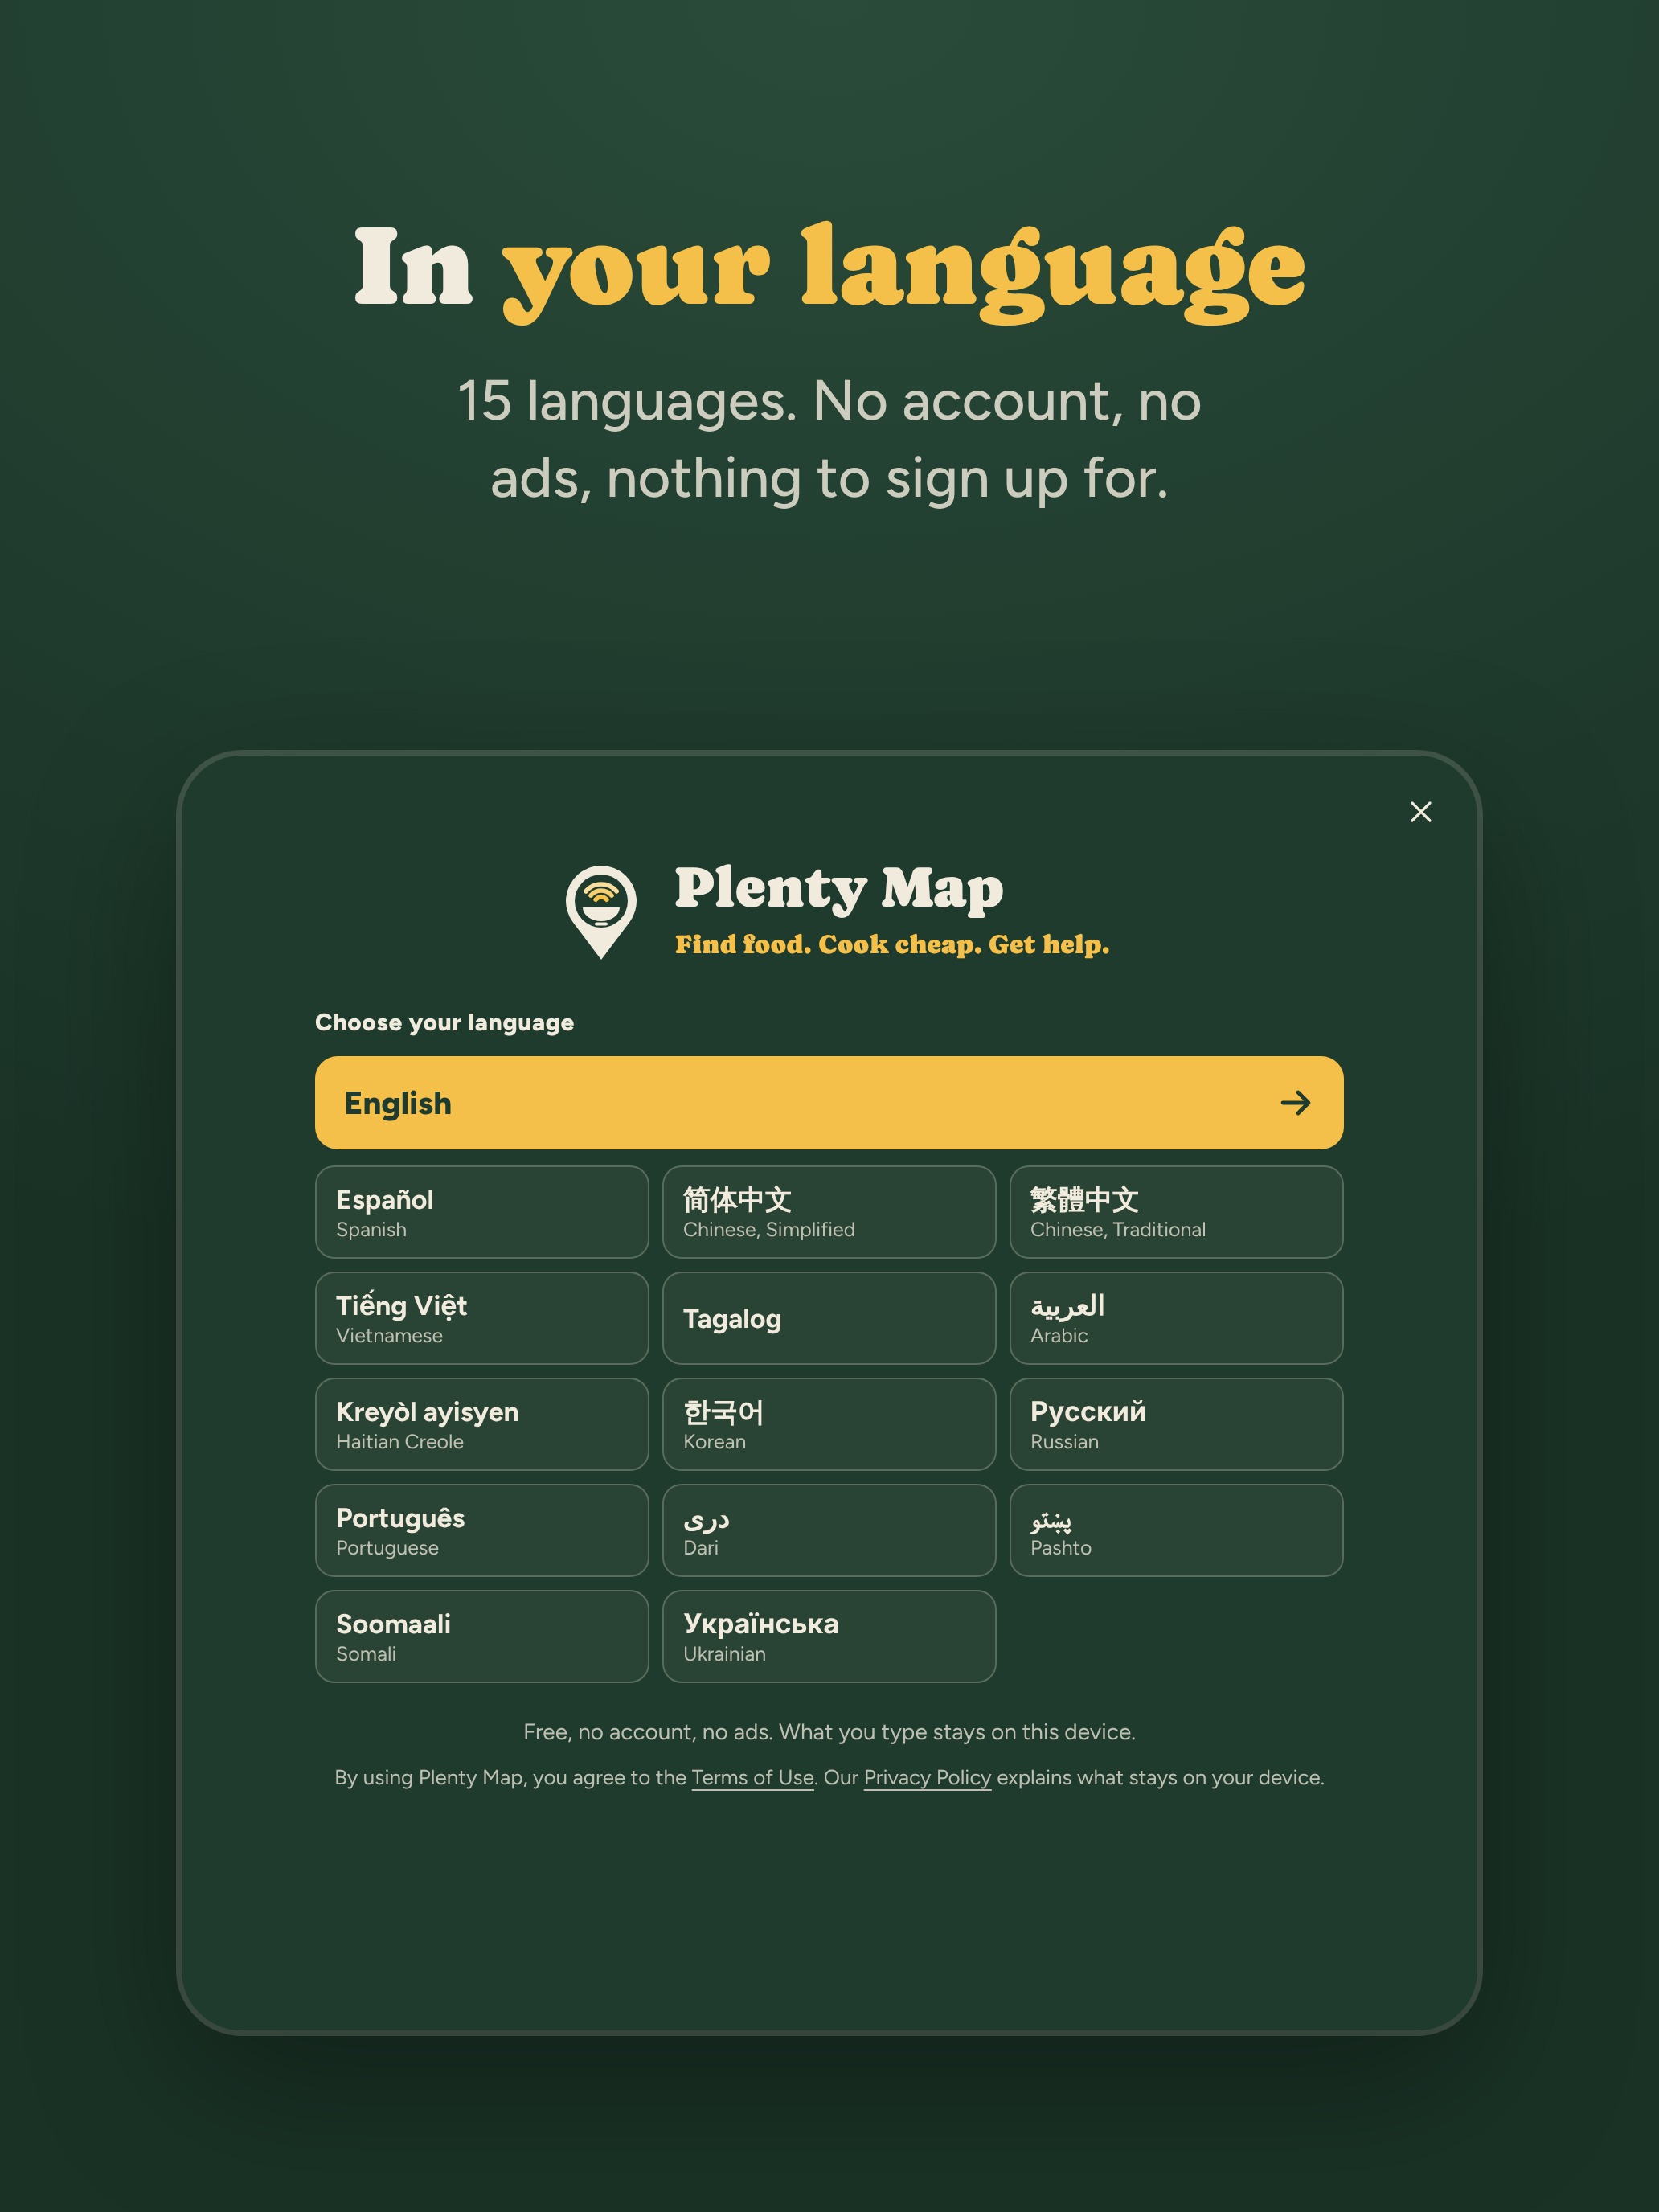 In your language
15 languages. No account, no
ads, nothing to sign up for.
Plenty Map
Find food. Cook cheap. Get help.
Choose your language
English
Español
Spanish
简体中文
Chinese, Simplified
繁體中文
Chinese, Traditional
Tiếng Việt
Vietnamese
Tagalog
العربية
Arabic
Kreyòl ayisyen
Haitian Creole
한국어
Korean
Русский
Russian
Português
Portuguese
دری
Dari
پښتو
Pashto
Soomaali
Somali
Українська
Ukrainian
Free, no account, no ads. What you type stays on this device.
By using Plenty Map, you agree to the Terms of Use. Our Privacy Policy explains what stays on your device.